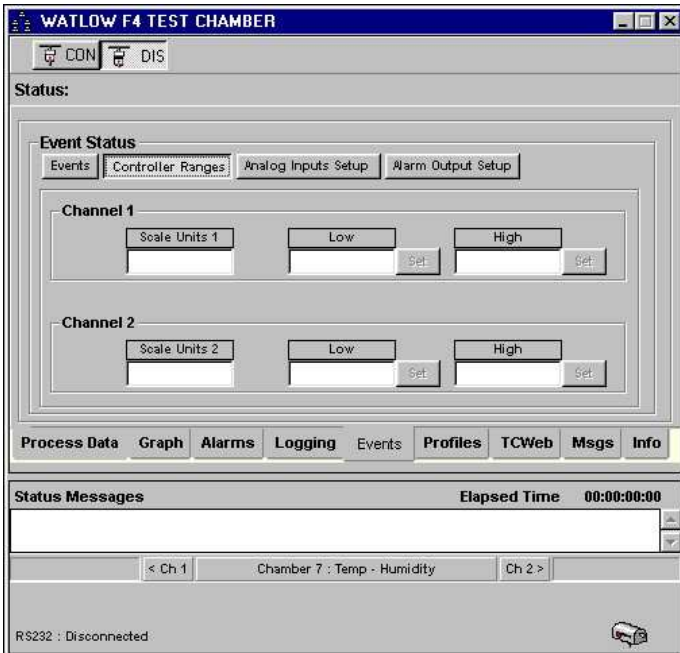 WATLOW F4 TEST CHAMBER
CON DIS
Status:
Event Status
Events Controller Ranges Analog Inputs Setup Alarm Output Setup
Channel 1
Scale Units 1 Low High
Set Set
Channel 2
Scale Units 2 Low High
Set Set
Process Data Graph Alarms Logging Events Profiles TCWeb Msgs Info
Status Messages Elapsed Time 00:00:00:00
< Ch 1 Chamber 7 : Temp - Humidity Ch 2 >
RS232 : Disconnected